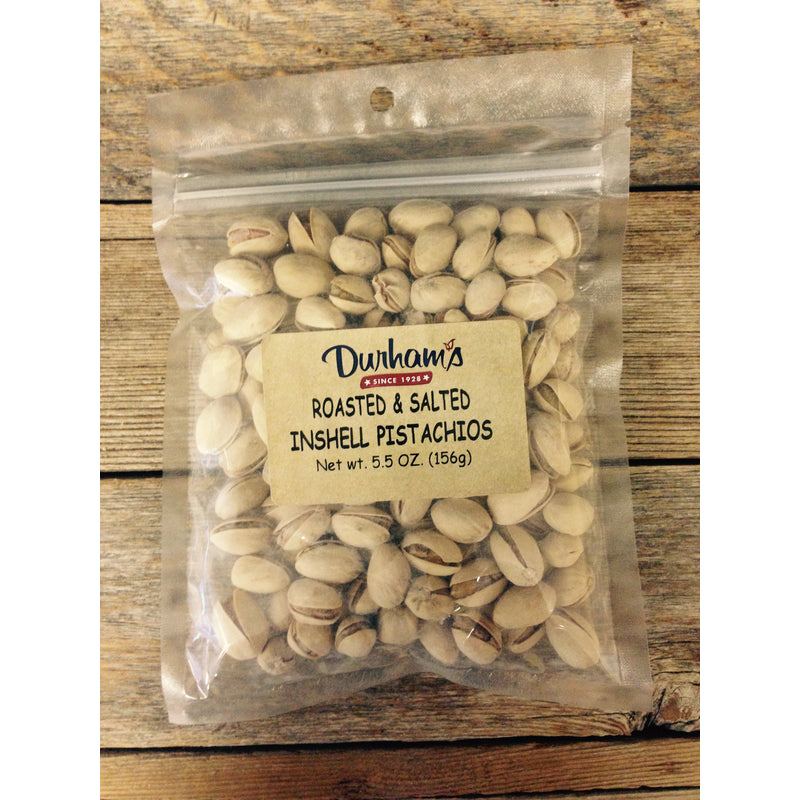 Durham's
★ SINCE 1928 ★
ROASTED & SALTED
INSHELL PISTACHIOS
Net wt. 5.5 OZ. (156g)